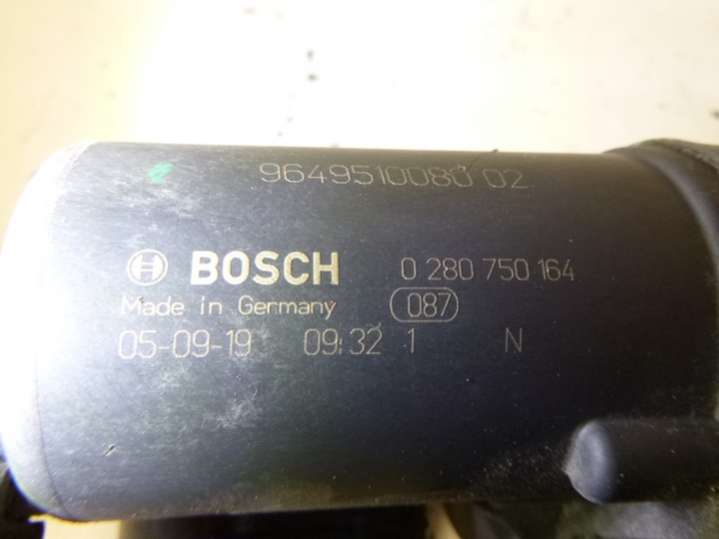 9649510080 02
BOSCH 0 280 750 164
Made in Germany 087
05-09-19 09:32 1 N